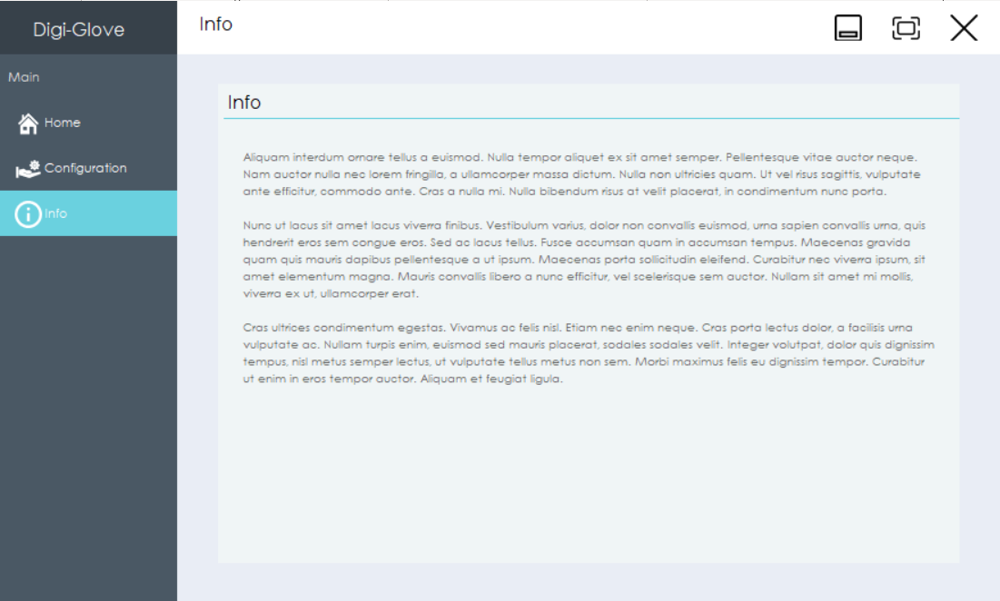 Digi-Glove
Info
Main
Home
Configuration
Info
Info
Aliquam interdum ornare tellus a euismod. Nulla tempor aliquet ex sit amet semper. Pellentesque vitae auctor neque.
Nam auctor nulla nec lorem fringilla, a ullamcorper massa dictum. Nulla non ultricies quam. Ut vel risus sagittis, vulputate
ante efficitur, commodo ante. Cras a nulla mi. Nulla bibendum risus at velit placerat, in condimentum nunc porta.
Nunc ut lacus sit amet lacus viverra finibus. Vestibulum varius, dolor non convallis euismod, urna sapien convallis urna, quis
hendrerit eros sem congue eros. Sed ac lacus tellus. Fusce accumsan quam in accumsan tempus. Maecenas gravida
quam quis mauris dapibus pellentesque a ut ipsum. Maecenas porta sollicitudin eleifend. Curabitur nec viverra ipsum, sit
amet elementum magna. Mauris convallis libero a nunc efficitur, vel scelerisque sem auctor. Nullam sit amet mi mollis,
viverra ex ut, ullamcorper erat.
Cras ultrices condimentum egestas. Vivamus ac felis nisl. Etiam nec enim neque. Cras porta lectus dolor, a facilisis urna
vulputate ac. Nullam turpis enim, euismod sed mauris placerat, sodales sodales velit. Integer volutpat, dolor quis dignissim
tempus, nisl metus semper lectus, ut vulputate tellus metus non sem. Morbi maximus felis eu dignissim tempor. Curabitur
ut enim in eros tempor auctor. Aliquam et feugiat ligula.